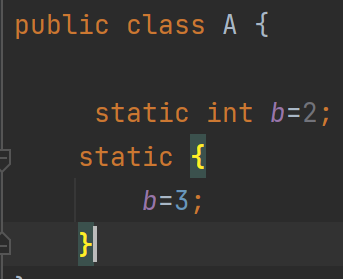 public class A {
static int b=2;
static {
b=3;
}
}